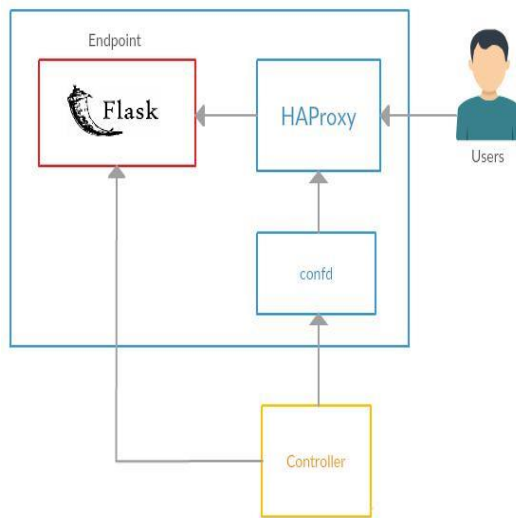 Endpoint
Flask
HAProxy
Users
confd
Controller